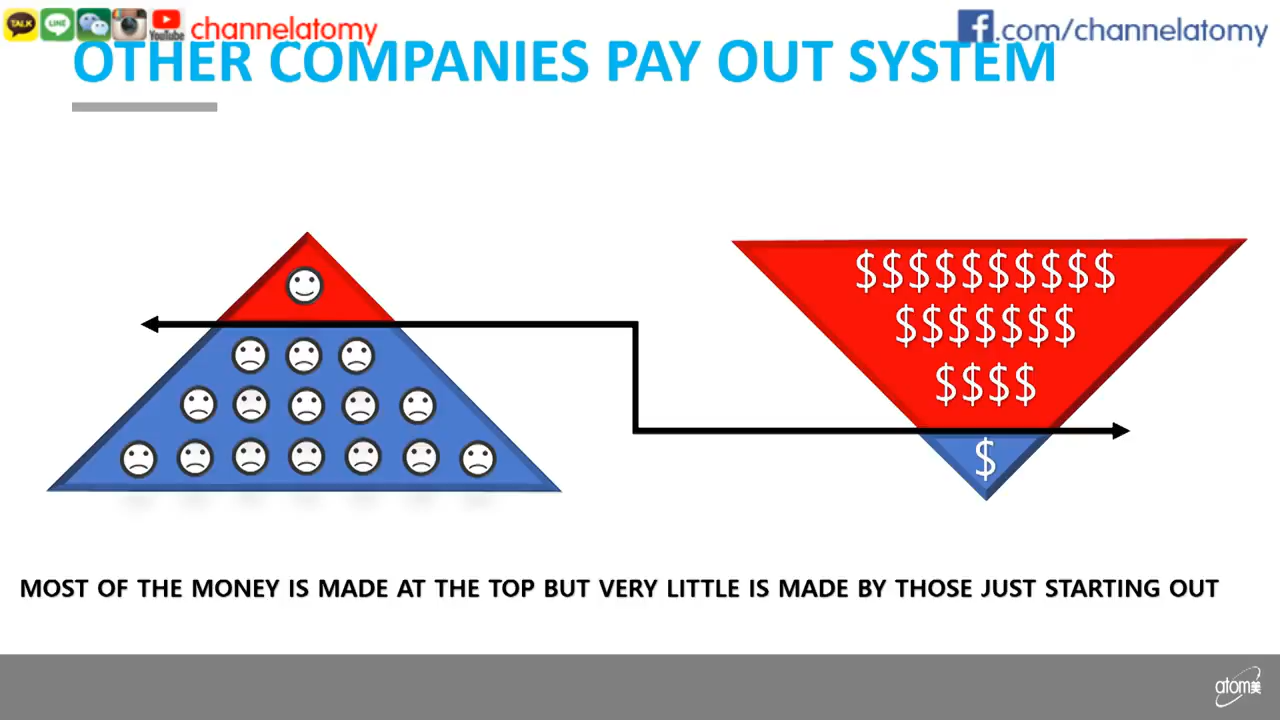 TALK
LINE
YouTube
channelatomy
f.com/channelatomy
OTHER COMPANIES PAY OUT SYSTEM
$$$$$$$$$$
$$$$$$$
$$$$
$
MOST OF THE MONEY IS MADE AT THE TOP BUT VERY LITTLE IS MADE BY THOSE JUST STARTING OUT
atom美